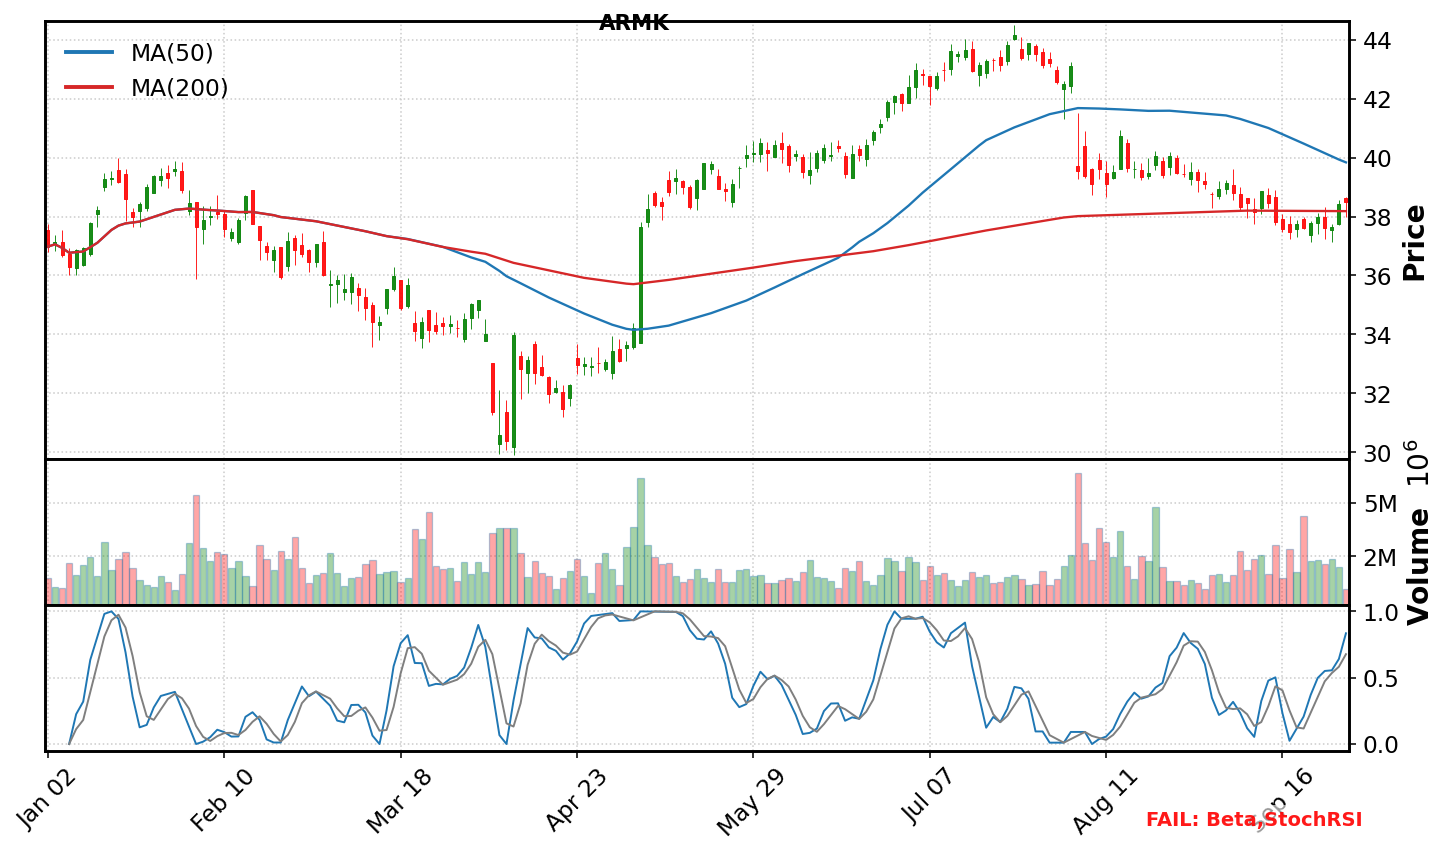 ARMK
MA(50)
MA(200)
44
42
40
38
36
34
32
30
Price
5M
2M
Volume 10^6
1.0
0.5
0.0
Jan 02
Feb 10
Mar 18
Apr 23
May 29
Jul 07
Aug 11
Sep 16
FAIL: Beta,StochRSI